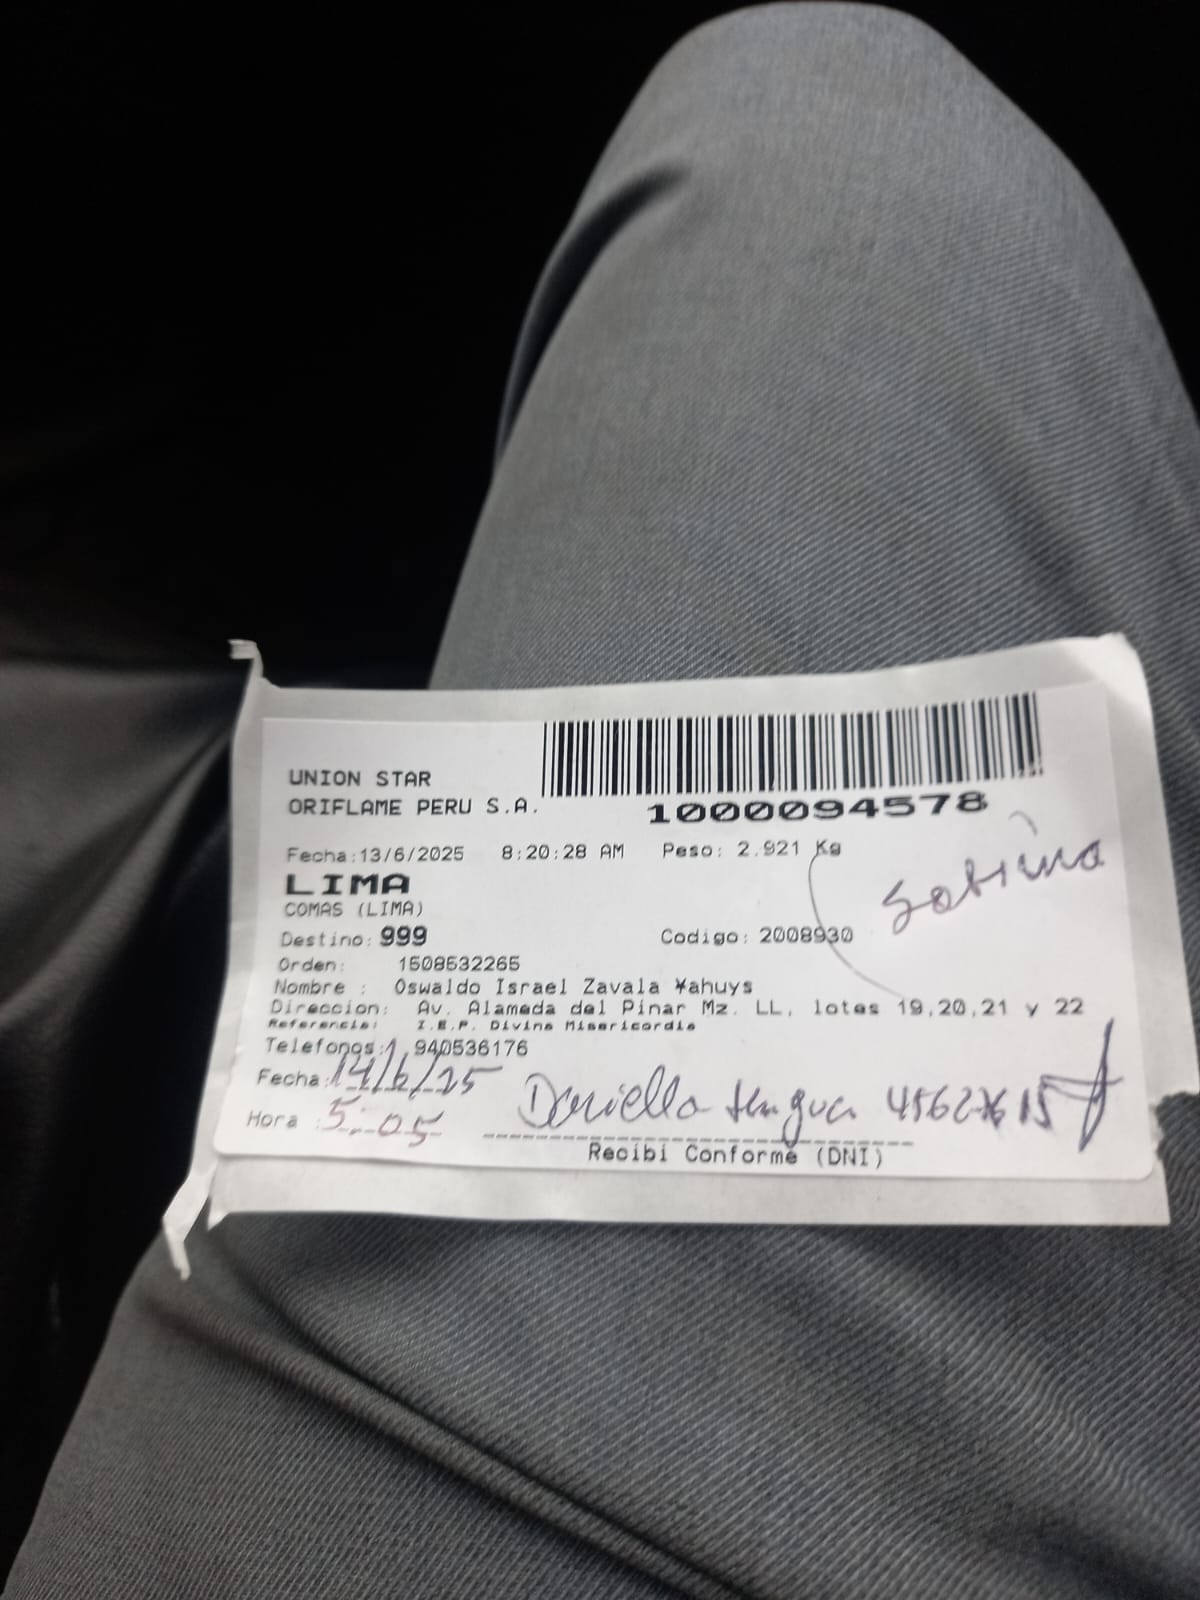 UNION STAR
ORIFLAME PERU S.A.
1000094578
Fecha:13/6/2025 8:20:28 AM Peso: 2.921 Kg
LIMA
COMAS (LIMA)
Sabrina
Destino: 999 Codigo: 2008930
Orden: 1508532265
Nombre : Oswaldo Israel Zavala ¥ahuys
Direccion: Av. Alameda del Pinar Mz. LL, lotes 19,20,21 y 22
Referencia: I.E.P. Divina Misericordia
Telefonos: 940536176
Fecha: 14/6/25
Hora : 5:05
Daniella
Recibi Conforme (DNI)